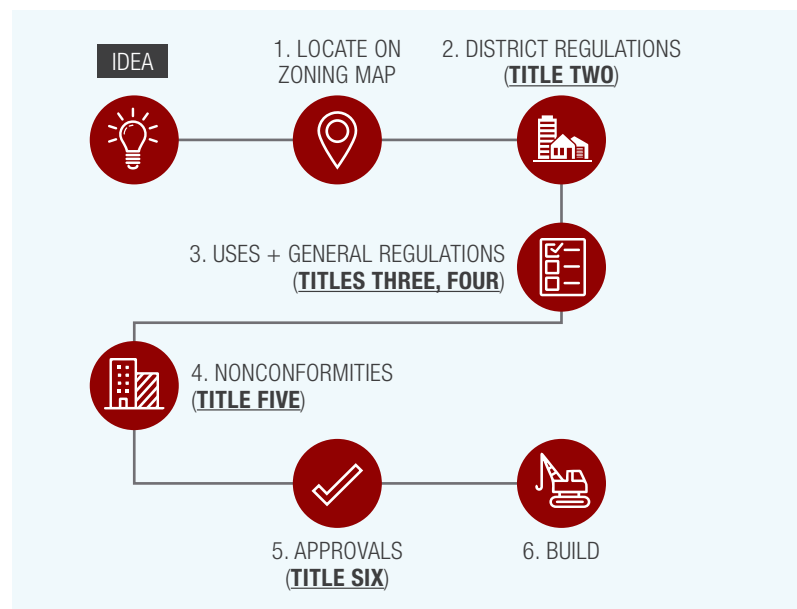 IDEA
1. LOCATE ON
ZONING MAP
2. DISTRICT REGULATIONS
(TITLE TWO)
3. USES + GENERAL REGULATIONS
(TITLES THREE, FOUR)
4. NONCONFORMITIES
(TITLE FIVE)
5. APPROVALS
(TITLE SIX)
6. BUILD